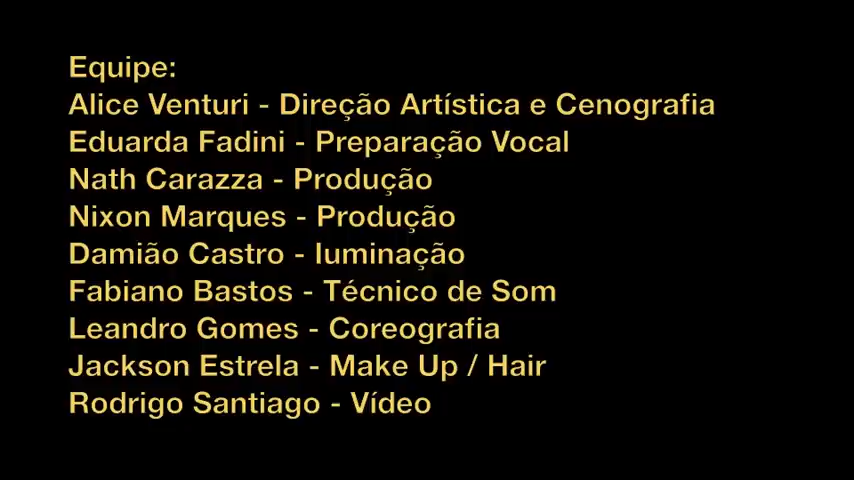 Equipe:
Alice Venturi - Direção Artística e Cenografia
Eduarda Fadini - Preparação Vocal
Nath Carazza - Produção
Nixon Marques - Produção
Damião Castro - luminação
Fabiano Bastos - Técnico de Som
Leandro Gomes - Coreografia
Jackson Estrela - Make Up / Hair
Rodrigo Santiago - Vídeo